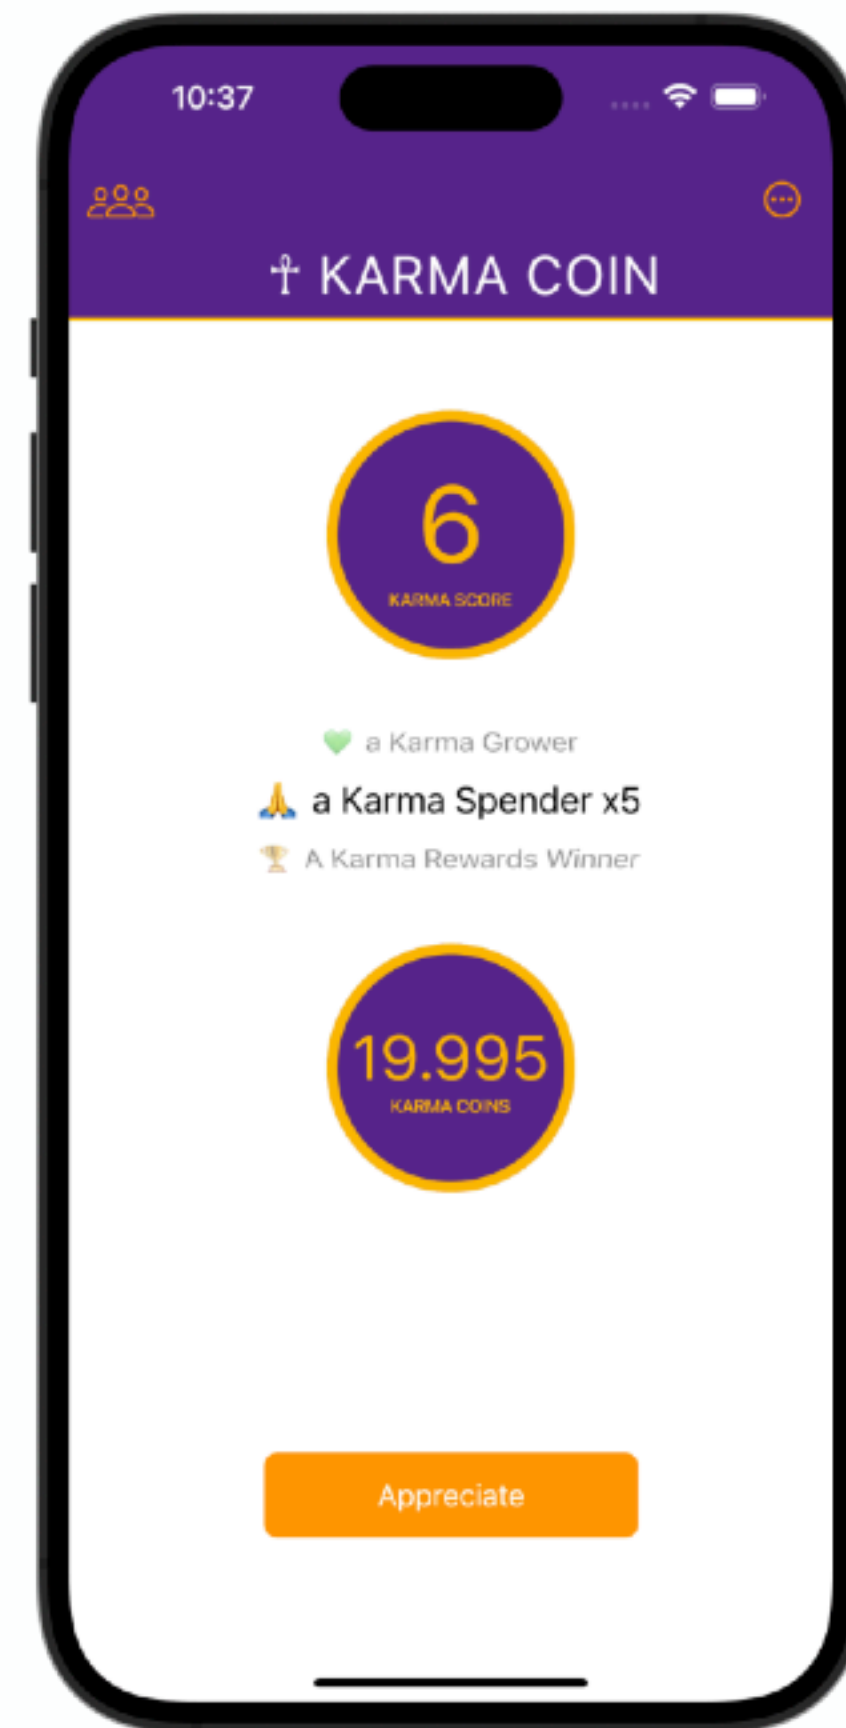 10:37
☥ KARMA COIN
6
KARMA SCORE
💚 a Karma Grower
🙏 a Karma Spender x5
🏆 A Karma Rewards Winner
19.995
KARMA COINS
Appreciate